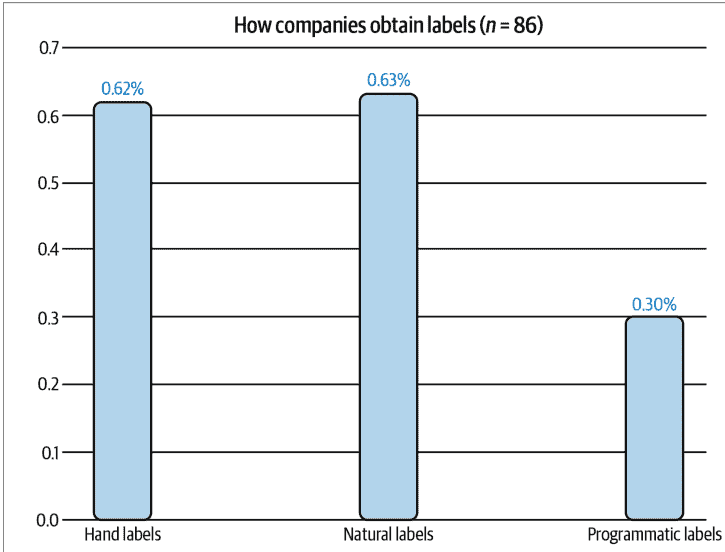 How companies obtain labels (n = 86)
0.7
0.62%
0.63%
0.6
0.5
0.4
0.30%
0.3
0.2
0.1
0.0
Hand labels
Natural labels
Programmatic labels